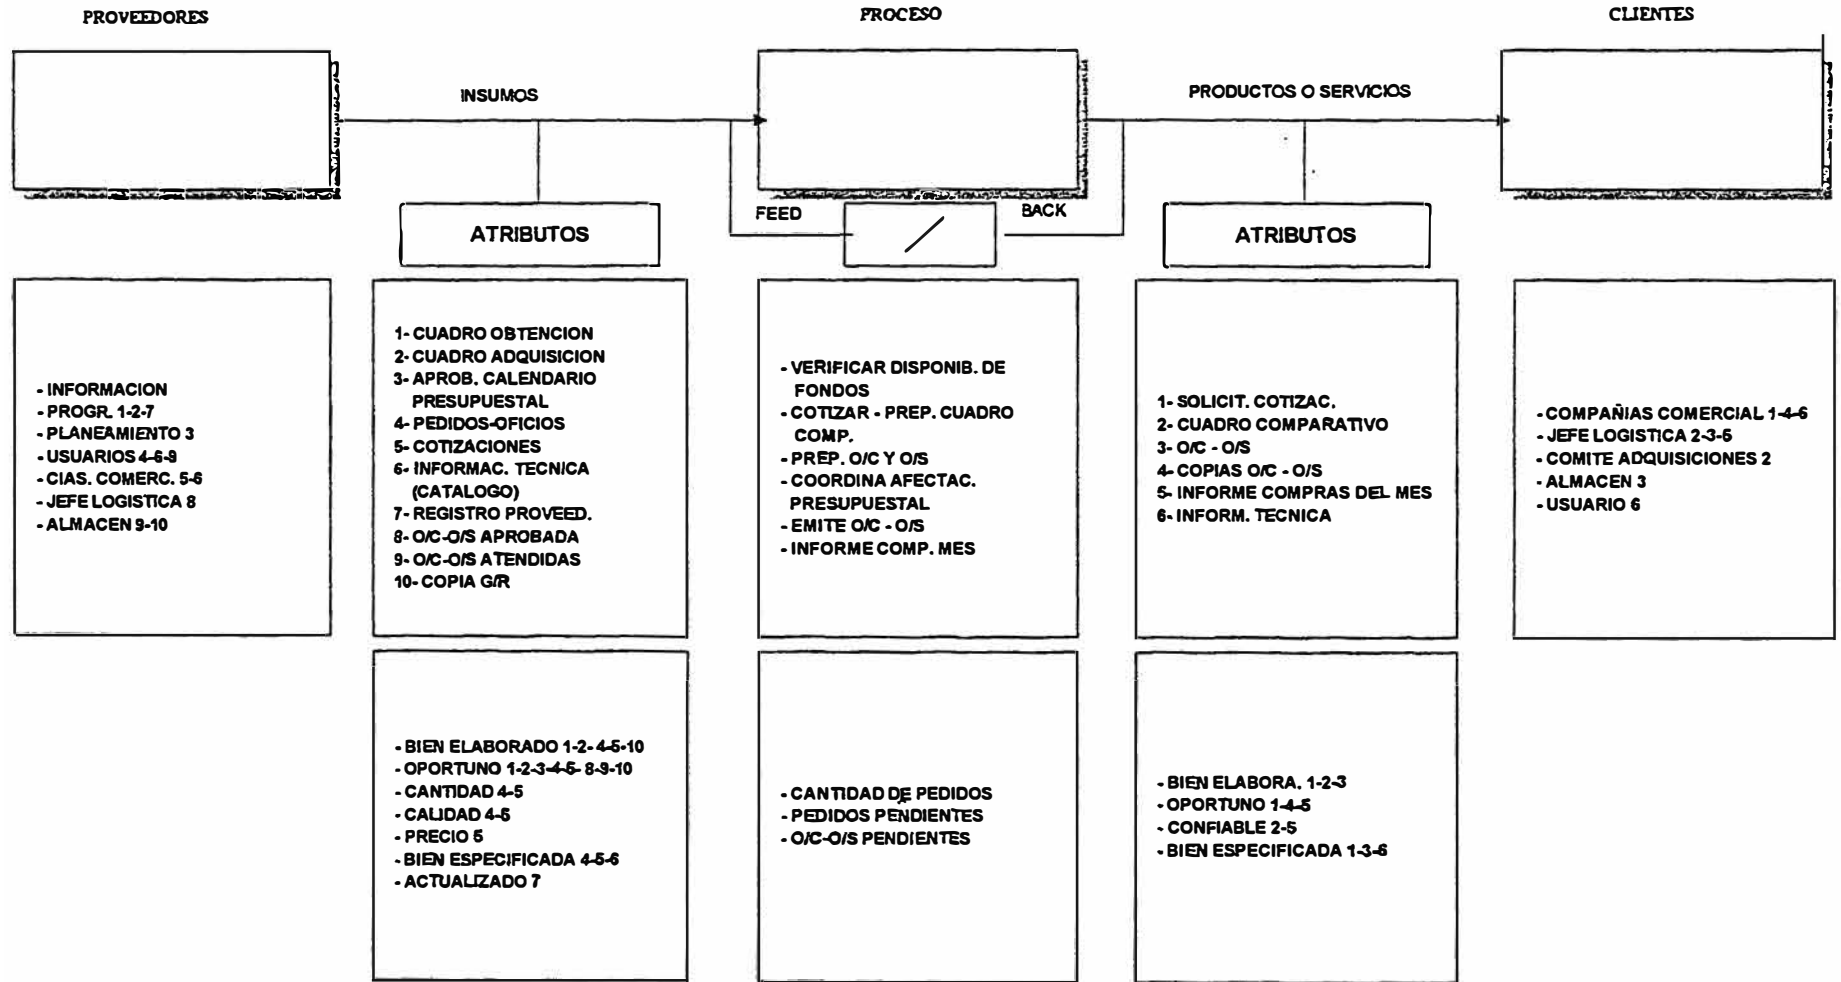 PROVEEDORES
PROCESO
CLIENTES
INSUMOS
PRODUCTOS O SERVICIOS
FEED
BACK
ATRIBUTOS
ATRIBUTOS
- INFORMACION
- PROGR. 1-2-7
- PLANEAMIENTO 3
- USUARIOS 4-6-9
- CIAS. COMERC. 5-6
- JEFE LOGISTICA 8
- ALMACEN 9-10
1- CUADRO OBTENCION
2- CUADRO ADQUISICION
3- APROB. CALENDARIO
PRESUPUESTAL
4- PEDIDOS-OFICIOS
5- COTIZACIONES
6- INFORMAC. TECNICA
(CATALOGO)
7- REGISTRO PROVEED.
8- O/C-O/S APROBADA
9- O/C-O/S ATENDIDAS
10- COPIA G/R
- VERIFICAR DISPONIB. DE
FONDOS
- COTIZAR - PREP. CUADRO
COMP.
- PREP. O/C Y O/S
- COORDINA AFECTAC.
PRESUPUESTAL
- EMITE O/C - O/S
- INFORME COMP. MES
1- SOLICIT. COTIZAC.
2- CUADRO COMPARATIVO
3- O/C - O/S
4- COPIAS O/C - O/S
5- INFORME COMPRAS DEL MES
6- INFORM. TECNICA
- COMPAÑIAS COMERCIAL 1-4-6
- JEFE LOGISTICA 2-3-5
- COMITE ADQUISICIONES 2
- ALMACEN 3
- USUARIO 6
- BIEN ELABORADO 1-2- 4-5-10
- OPORTUNO 1-2-3-4-5- 8-9-10
- CANTIDAD 4-5
- CALIDAD 4-5
- PRECIO 5
- BIEN ESPECIFICADA 4-5-6
- ACTUALIZADO 7
- CANTIDAD DE PEDIDOS
- PEDIDOS PENDIENTES
- O/C-O/S PENDIENTES
- BIEN ELABORA. 1-2-3
- OPORTUNO 1-4-5
- CONFIABLE 2-5
- BIEN ESPECIFICADA 1-3-6